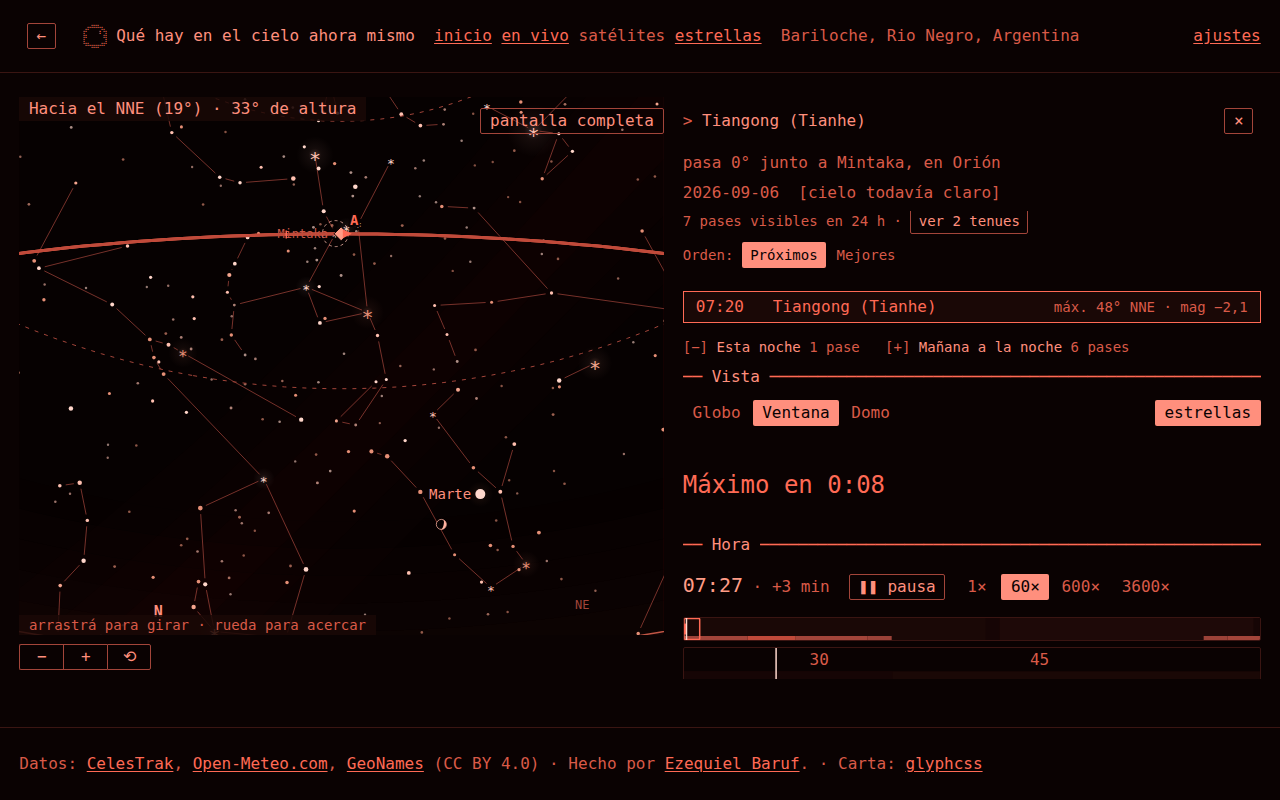 ← Qué hay en el cielo ahora mismo inicio en vivo satélites estrellas Bariloche, Rio Negro, Argentina ajustes
Hacia el NNE (19°) · 33° de altura
pantalla completa
A
Mintaka
Marte
N
NE
arrastrá para girar · rueda para acercar
− + ⟲
> Tiangong (Tianhe) ×
pasa 0° junto a Mintaka, en Orión
2026-09-06 [cielo todavía claro]
7 pases visibles en 24 h · ver 2 tenues
Orden: Próximos Mejores
07:20 Tiangong (Tianhe) máx. 48° NNE · mag −2,1
[−] Esta noche 1 pase [+] Mañana a la noche 6 pases
Vista
Globo Ventana Domo estrellas
Máximo en 0:08
Hora
07:27 · +3 min ❚❚ pausa 1× 60× 600× 3600×
30 45
Datos: CelesTrak, Open-Meteo.com, GeoNames (CC BY 4.0) · Hecho por Ezequiel Baruf. · Carta: glyphcss